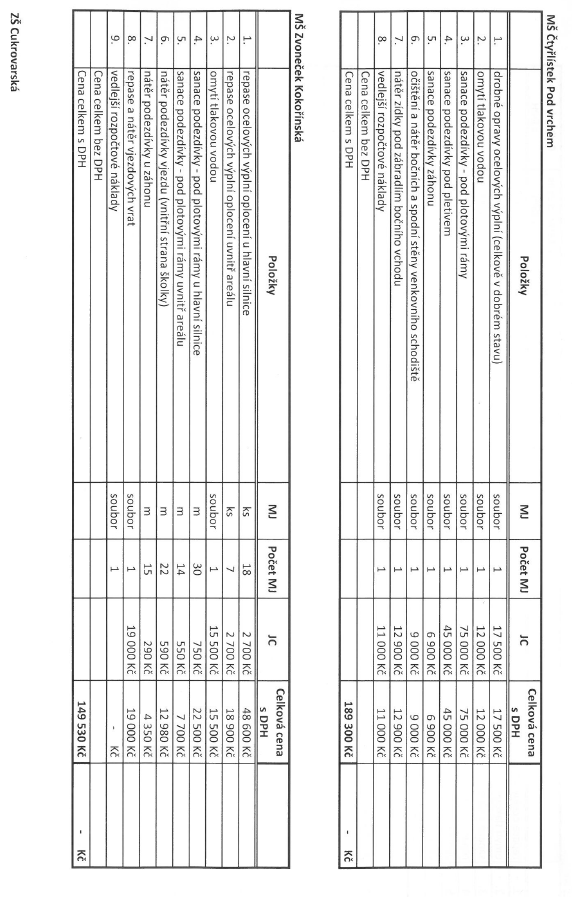 MŠ Čtyřlístek Pod vrchem
Položky MJ Počet MJ JC Celková cena s DPH
1. drobné opravy ocelových výplní (celkově v dobrém stavu) soubor 1 17 500 Kč 17 500 Kč
2. omytí tlakovou vodou soubor 1 12 000 Kč 12 000 Kč
3. sanace podezdívky - pod plotovými rámy soubor 1 75 000 Kč 75 000 Kč
4. sanace podezdívky pod pletivem soubor 1 45 000 Kč 45 000 Kč
5. sanace podezdívky záhonu soubor 1 6 900 Kč 6 900 Kč
6. očištění a nátěr bočních a spodní stěny venkovního schodiště soubor 1 9 000 Kč 9 000 Kč
7. nátěr zídky pod zábradlím bočního vchodu soubor 1 12 900 Kč 12 900 Kč
8. vedlejší rozpočtové náklady soubor 1 11 000 Kč 11 000 Kč
Cena celkem bez DPH
Cena celkem s DPH 189 300 Kč - Kč
MŠ Zvoneček Kokořínská
Položky MJ Počet MJ JC Celková cena s DPH
1. repase ocelových výplní oplocení u hlavní silnice ks 18 2 700 Kč 48 600 Kč
2. repase ocelových výplní oplocení uvnitř areálu ks 7 2 700 Kč 18 900 Kč
3. omytí tlakovou vodou soubor 1 15 500 Kč 15 500 Kč
4. sanace podezdívky - pod plotovými rámy u hlavní silnice m 30 750 Kč 22 500 Kč
5. sanace podezdívky - pod plotovými rámy uvnitř areálu m 14 550 Kč 7 700 Kč
6. nátěr podezdívky vjezdu (vnitřní strana školky) m 22 590 Kč 12 980 Kč
7. nátěr podezdívky u záhonu m 15 290 Kč 4 350 Kč
8. repase a nátěr vjezdových vrat soubor 1 19 000 Kč 19 000 Kč
9. vedlejší rozpočtové náklady soubor 1 - Kč
Cena celkem bez DPH
Cena celkem s DPH 149 530 Kč - Kč
ZŠ Cukrovarská